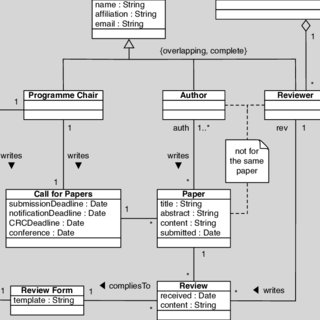 name : String
affiliation : String
email : String
{overlapping, complete}
Programme Chair
Author
Reviewer
1
1
auth
1..*
rev
1
*
writes
writes
writes
not for
the same
paper
*
*
Call for Papers
submissionDeadline : Date
notificationDeadline : Date
CRCDeadline : Date
conference : Date
1
*
Paper
title : String
abstract : String
content : String
submitted : Date
1
*
Review Form
template : String
1
1
compliesTo
*
Review
received : Date
content : String
*
writes